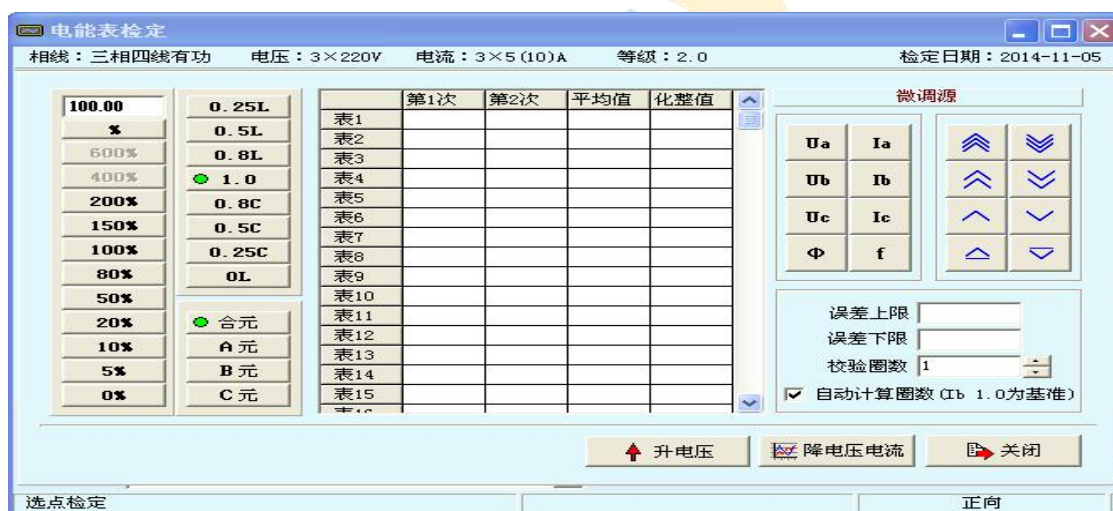 电能表检定
相线：三相四线有功 电压：3×220V 电流：3×5(10)A 等级：2.0 检定日期：2014-11-05
100.00
%
600%
400%
200%
150%
100%
80%
50%
20%
10%
5%
0%
0.25L
0.5L
0.8L
1.0
0.8C
0.5C
0.25C
0L
合元
A元
B元
C元
第1次 第2次 平均值 化整值
表1
表2
表3
表4
表5
表6
表7
表8
表9
表10
表11
表12
表13
表14
表15
微调源
Ua Ia
Ub Ib
Uc Ic
Φ f
误差上限
误差下限
校验圈数 1
自动计算圈数(Ib 1.0为基准)
升电压 降电压电流 关闭
选点检定 正向